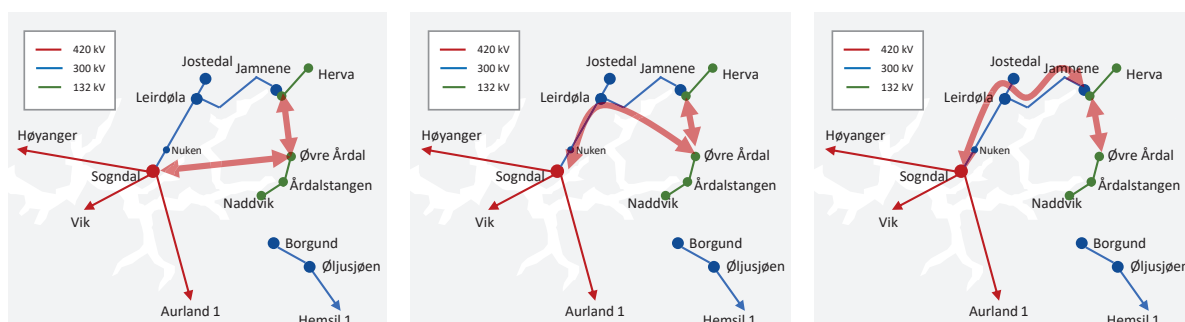 420 kV
300 kV
132 kV
Jostedal
Jamnene
Herva
Leirdøla
Høyanger
Nuken
Øvre Årdal
Sogndal
Årdalstangen
Naddvik
Vik
Borgund
Øljusjøen
Aurland 1
Hemsil 1
420 kV
300 kV
132 kV
Jostedal
Jamnene
Herva
Leirdøla
Høyanger
Nuken
Øvre Årdal
Sogndal
Årdalstangen
Naddvik
Vik
Borgund
Øljusjøen
Aurland 1
Hemsil 1
420 kV
300 kV
132 kV
Jostedal
Jamnene
Herva
Leirdøla
Høyanger
Nuken
Øvre Årdal
Sogndal
Årdalstangen
Naddvik
Vik
Borgund
Øljusjøen
Aurland 1
Hemsil 1